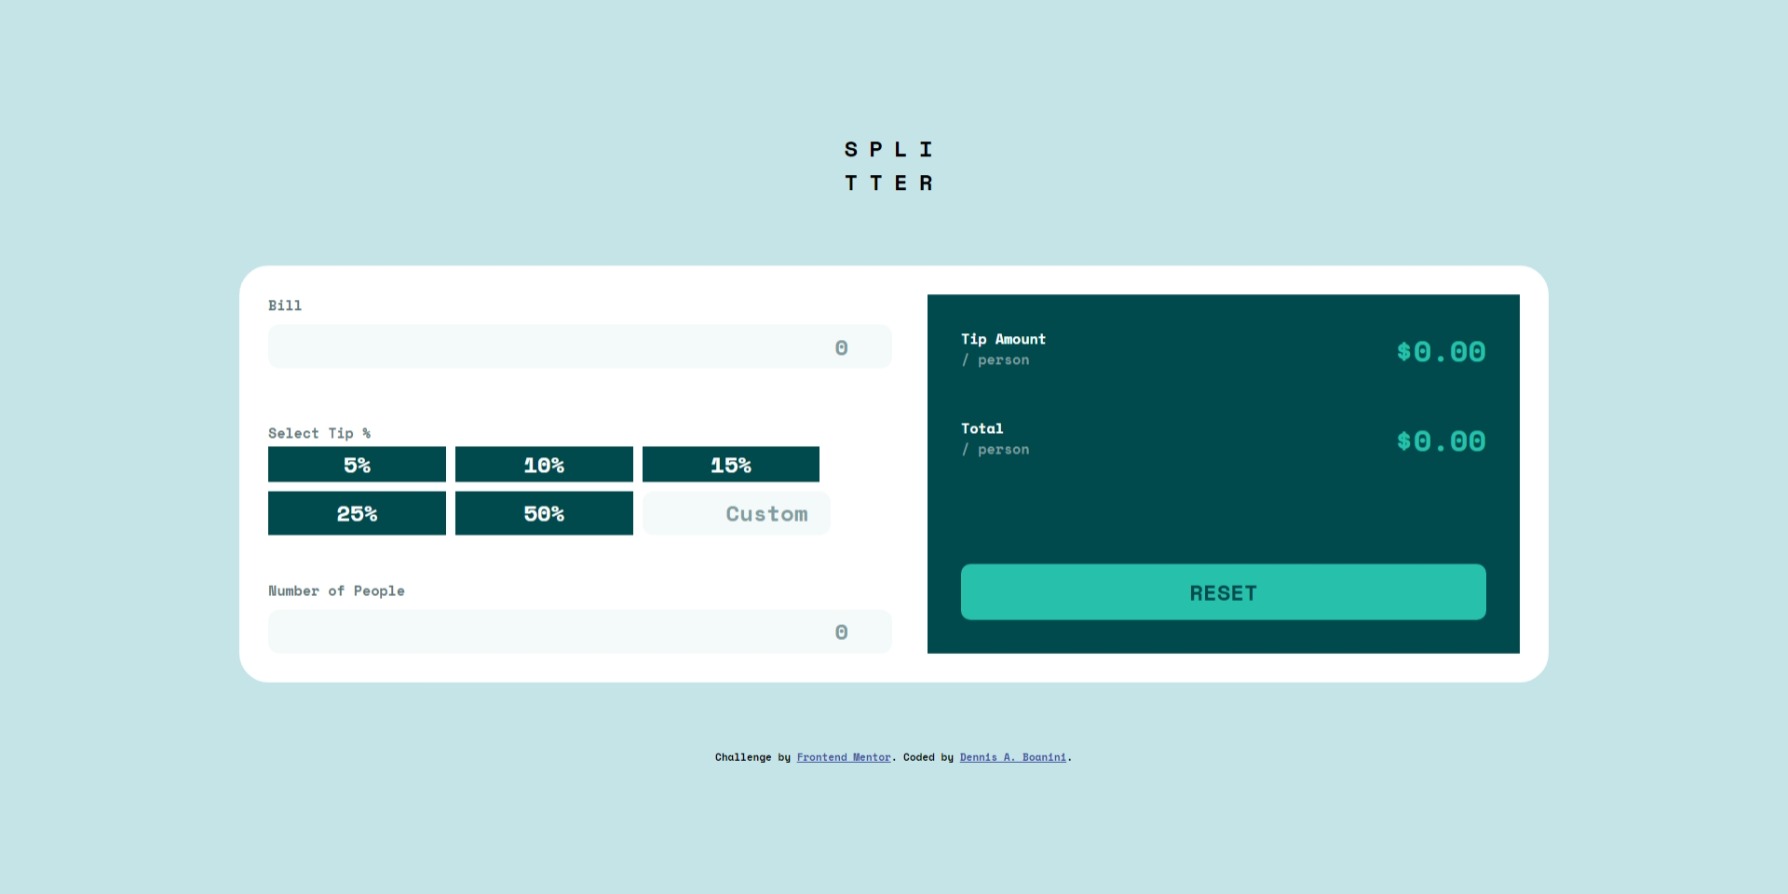 S P L I
T T E R
Bill
0
Select Tip %
5%
10%
15%
25%
50%
Custom
Number of People
0
Tip Amount
/ person
$0.00
Total
/ person
$0.00
RESET
Challenge by Frontend Mentor. Coded by Dennis A. Boanini.